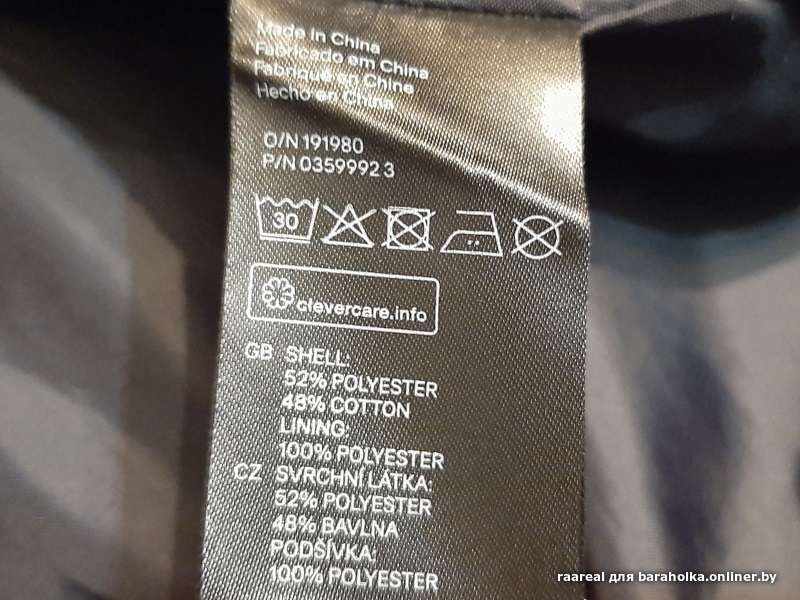 Made in China
Fabricado em China
Fabriqué en Chine
Hecho en China
O/N 191980
P/N 0359992 3
30
clevercare.info
GB SHELL:
52% POLYESTER
48% COTTON
LINING:
100% POLYESTER
CZ SVRCHNÍ LÁTKA:
52% POLYESTER
48% BAVLNA
PODŠÍVKA:
100% POLYESTER
raareal для baraholka.onliner.by